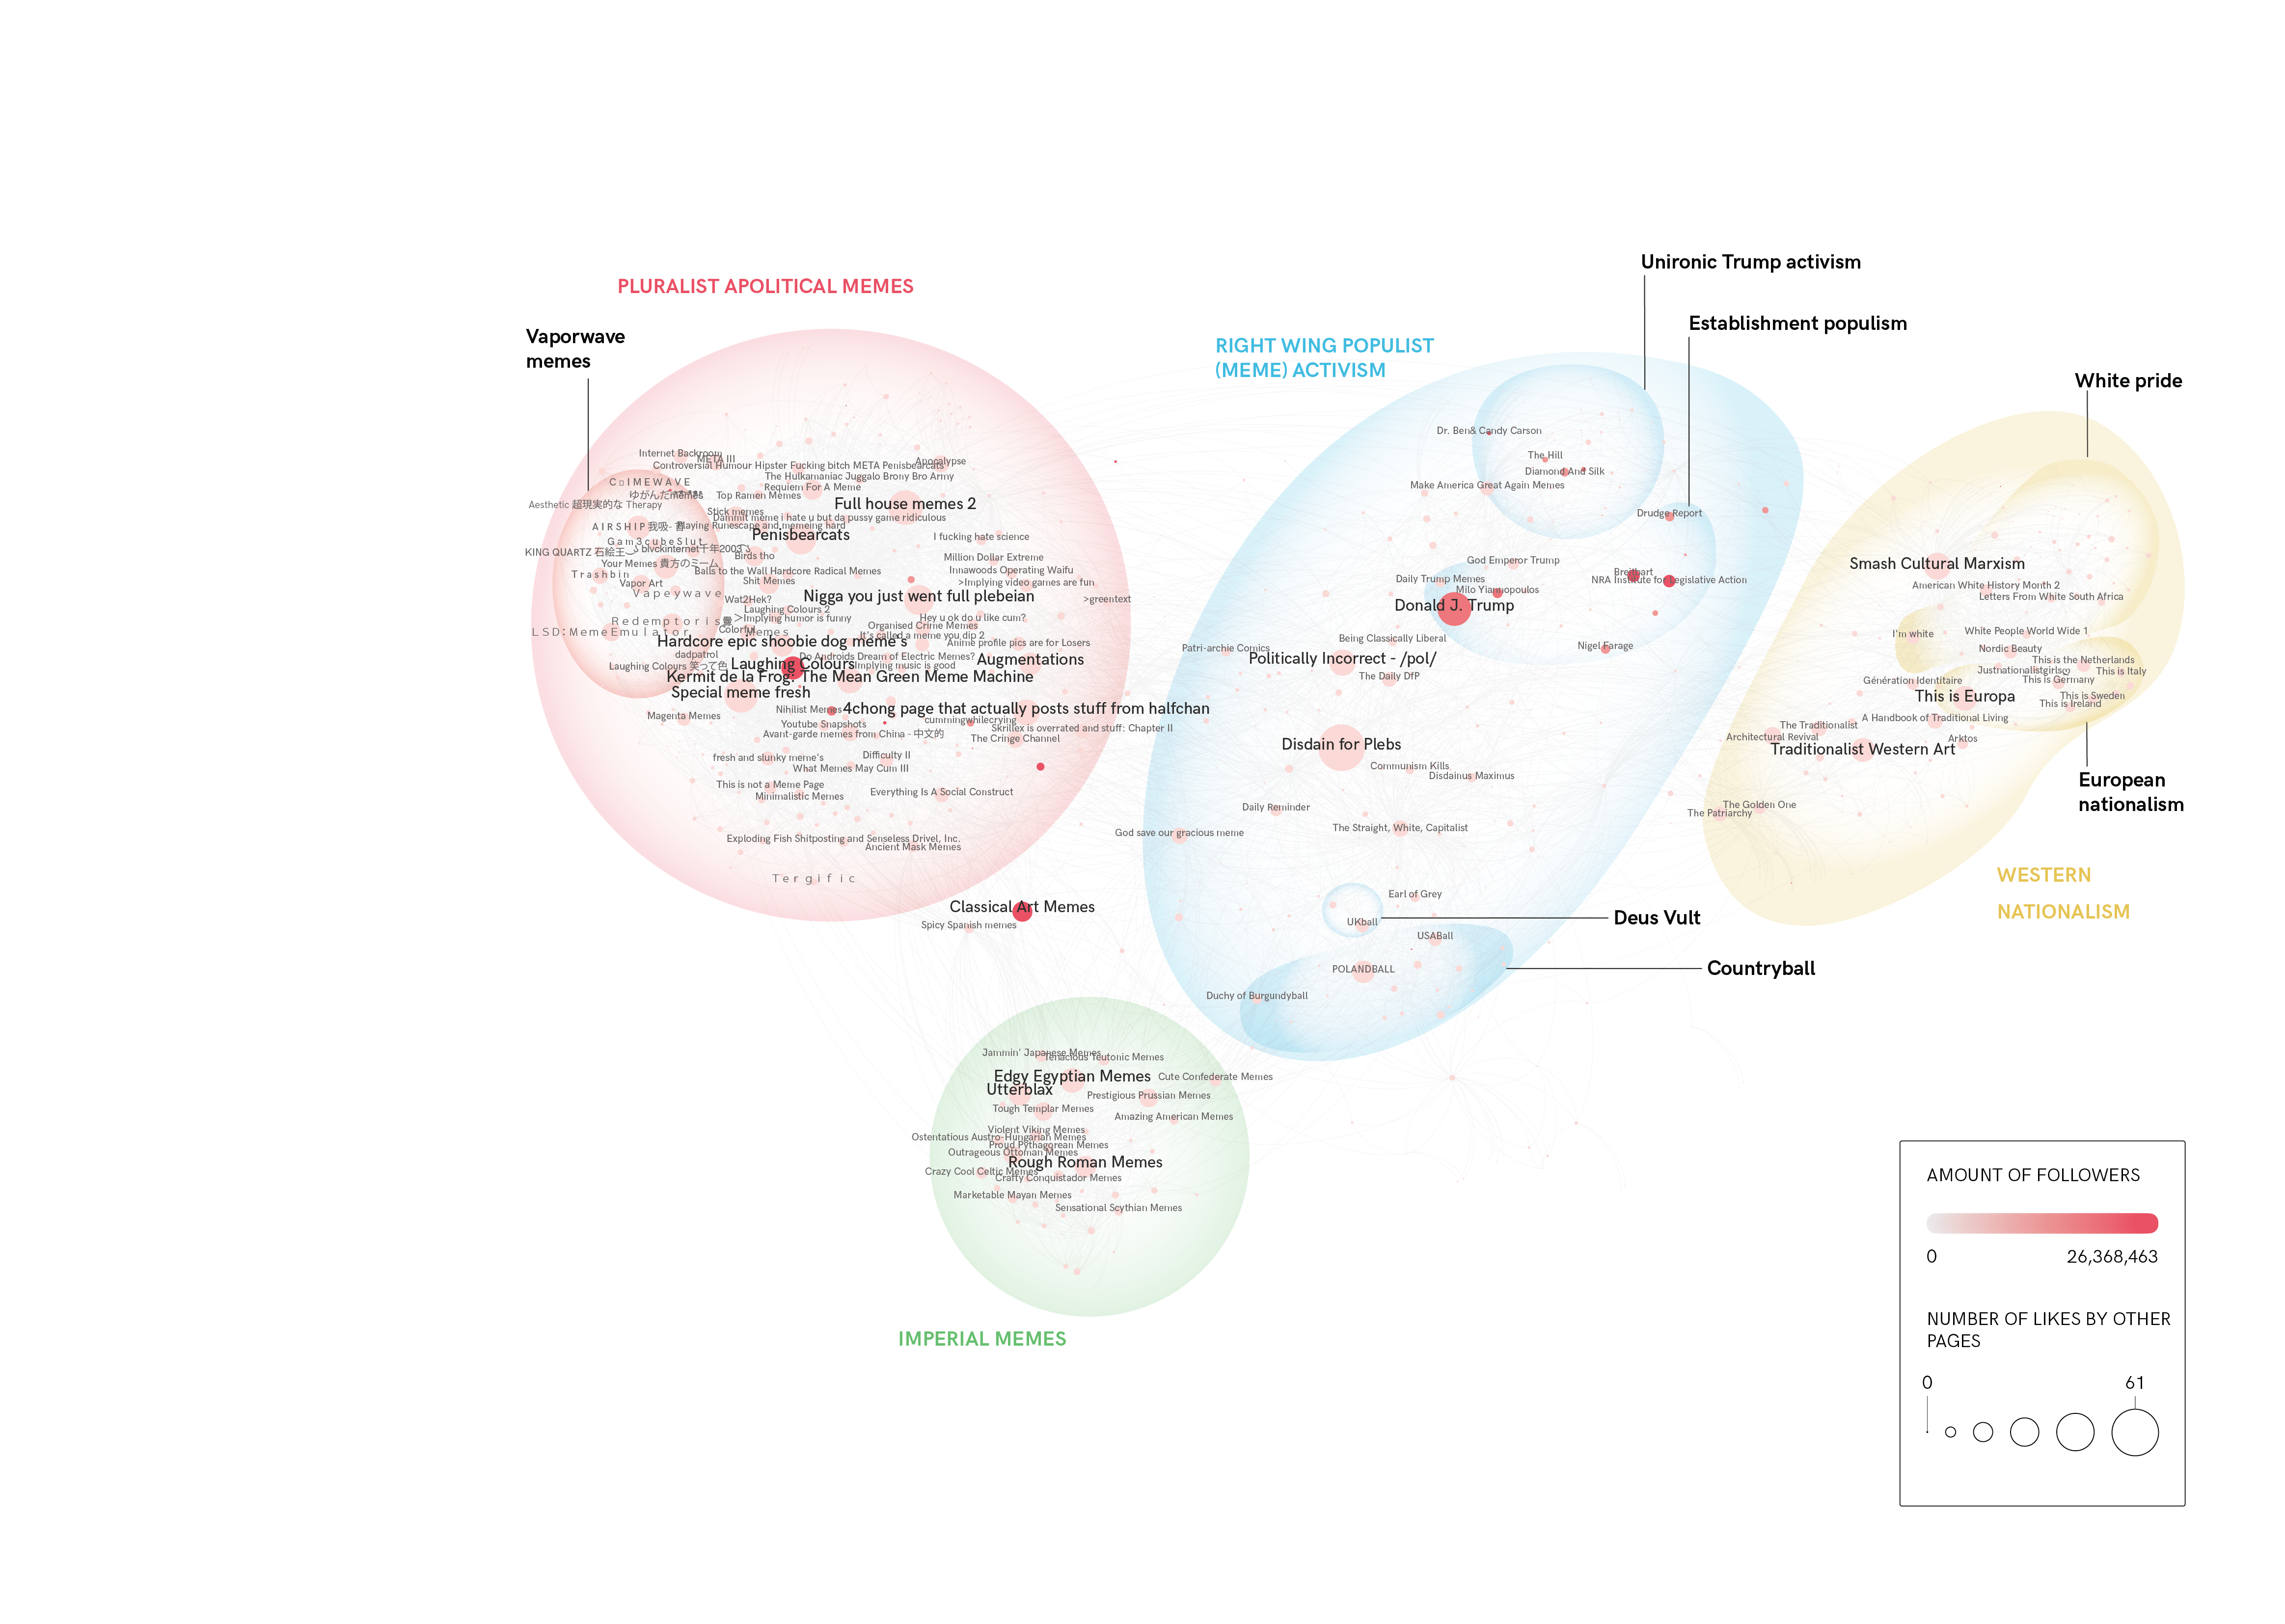 Unironic Trump activism
PLURALIST APOLITICAL MEMES
Establishment populism
Vaporwave
memes
RIGHT WING POPULIST
(MEME) ACTIVISM
White pride
Dr. Ben& Candy Carson
Internet Backroom
META III
Controversial Humour Hipster Fucking bitch META Penisbearcats
Apocalypse
The Hill
Diamond And Silk
The Hulkamaniac Juggalo Brony Bro Army
Requiem For A Meme
Make America Great Again Memes
Top Ramen Memes
Full house memes 2
Aesthetic 超現実的な Therapy
Stick memes
Dammit meme i hate u but da pussy game ridiculous
Drudge Report
Playing Runescape and memeing hard
Penisbearcats
I fucking hate science
Gam3cubeSlut
KING QUARTZ 石絵王
blvckinternet千年2003
Birds tho
Million Dollar Extreme
God Emperor Trump
Smash Cultural Marxism
Your Memes 貴方のミーム
Trashbin
Balls to the Wall Hardcore Radical Memes
Innawoods Operating Waifu
Breitbart
Vapor Art
Shit Memes
>Implying video games are fun
Daily Trump Memes
NRA Institute for Legislative Action
American White History Month 2
Vapeywave
Milo Yiannopoulos
Letters From White South Africa
Wat2Hek?
Nigga you just went full plebeian
>greentext
Donald J. Trump
Laughing Colours 2
>Implying humor is funny
Hey u ok do u like cum?
Redemptoris
Organised Crime Memes
LSD:MemeEmulator
Colorful
Memes
It's called a meme you dip 2
I'm white
White People World Wide 1
Hardcore epic shoobie dog meme's
Anime profile pics are for Losers
Being Classically Liberal
Nigel Farage
Patri-archie Comics
Nordic Beauty
dadpatrol
Do Androids Dream of Electric Memes?
Augmentations
Politically Incorrect - /pol/
This is the Netherlands
Laughing Colours 笑って色
Laughing Colours
Implying music is good
Justnationalistgirls
This is Italy
Kermit de la Frog: The Mean Green Meme Machine
The Daily DfP
Génération Identitaire
This is Germany
Special meme fresh
This is Europa
This is Sweden
This is Ireland
Magenta Memes
Nihilist Memes
4chong page that actually posts stuff from halfchan
Youtube Snapshots
cummingwhilecrying
A Handbook of Traditional Living
The Traditionalist
Avant-garde memes from China - 中文的
Skrillex is overrated and stuff: Chapter II
The Cringe Channel
Architectural Revival
Arktos
Disdain for Plebs
Traditionalist Western Art
fresh and slunky meme's
Difficulty II
What Memes May Cum III
Communism Kills
Disdainus Maximus
European
nationalism
This is not a Meme Page
Minimalistic Memes
Everything Is A Social Construct
Daily Reminder
The Golden One
The Patriarchy
God save our gracious meme
The Straight, White, Capitalist
Exploding Fish Shitposting and Senseless Drivel, Inc.
Ancient Mask Memes
Tergific
WESTERN
NATIONALISM
Earl of Grey
Classical Art Memes
Spicy Spanish memes
UKball
Deus Vult
USABall
POLANDBALL
Countryball
Duchy of Burgundyball
Jammin' Japanese Memes
Tenacious Teutonic Memes
Edgy Egyptian Memes
Cute Confederate Memes
Utterblax
Prestigious Prussian Memes
Tough Templar Memes
Amazing American Memes
Violent Viking Memes
Ostentatious Austro-Hungarian Memes
Proud Pythagorean Memes
Outrageous Ottoman Memes
Rough Roman Memes
Crazy Cool Celtic Memes
Crafty Conquistador Memes
Marketable Mayan Memes
Sensational Scythian Memes
IMPERIAL MEMES
AMOUNT OF FOLLOWERS
0 26,368,463
NUMBER OF LIKES BY OTHER
PAGES
0 61